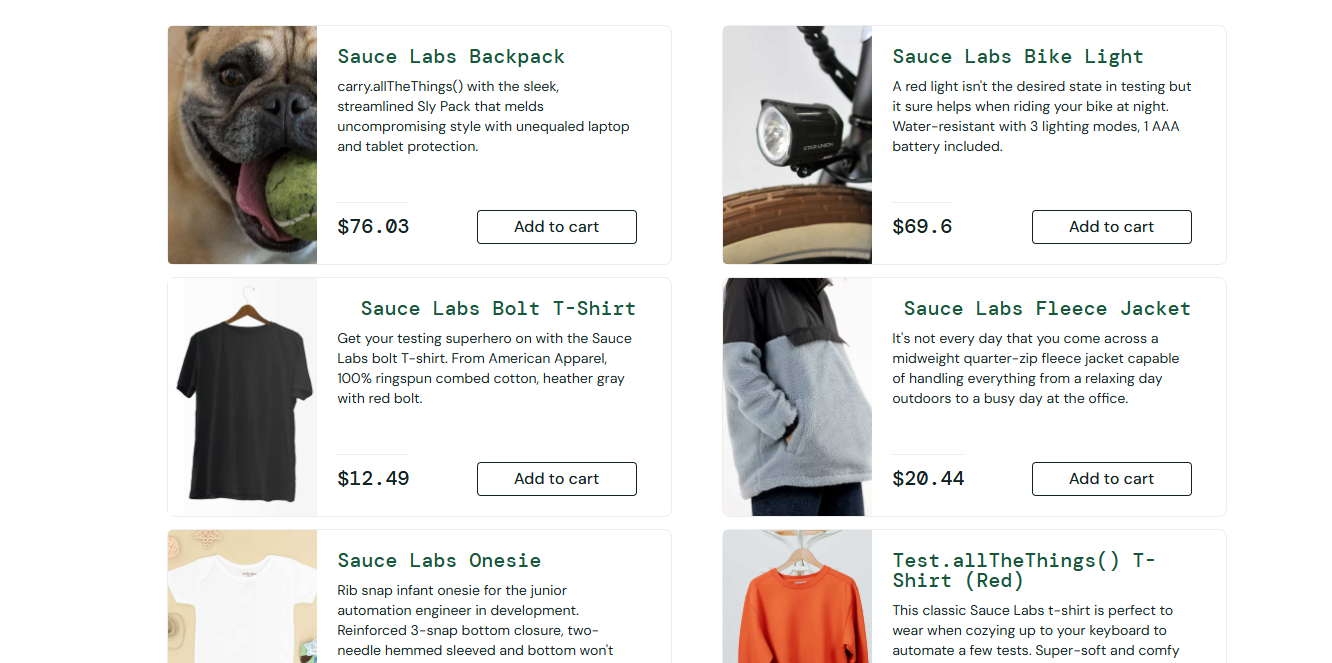 Sauce Labs Backpack
carry.allTheThings() with the sleek,
streamlined Sly Pack that melds
uncompromising style with unequaled laptop
and tablet protection.
$76.03
Add to cart
Sauce Labs Bike Light
A red light isn't the desired state in testing but
it sure helps when riding your bike at night.
Water-resistant with 3 lighting modes, 1 AAA
battery included.
STAR UNION
$69.6
Add to cart
Sauce Labs Bolt T-Shirt
Get your testing superhero on with the Sauce
Labs bolt T-shirt. From American Apparel,
100% ringspun combed cotton, heather gray
with red bolt.
$12.49
Add to cart
Sauce Labs Fleece Jacket
It's not every day that you come across a
midweight quarter-zip fleece jacket capable
of handling everything from a relaxing day
outdoors to a busy day at the office.
$20.44
Add to cart
Sauce Labs Onesie
Rib snap infant onesie for the junior
automation engineer in development.
Reinforced 3-snap bottom closure, two-
needle hemmed sleeved and bottom won't
Test.allTheThings() T-
Shirt (Red)
This classic Sauce Labs t-shirt is perfect to
wear when cozying up to your keyboard to
automate a few tests. Super-soft and comfy